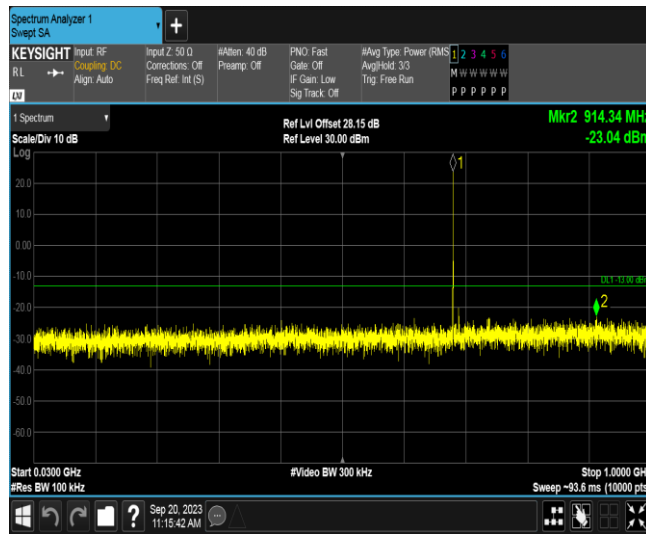 Spectrum Analyzer 1
Swept SA
+
KEYSIGHT
RL
LXI
Input: RF
Coupling: DC
Align: Auto
Input Z: 50 Ω
Corrections: Off
Freq Ref: Int (S)
#Atten: 40 dB
Preamp: Off
PNO: Fast
Gate: Off
IF Gain: Low
Sig Track: Off
#Avg Type: Power (RMS
Avg|Hold: 3/3
Trig: Free Run
1 2 3 4 5 6
M W W W W W
P P P P P P
1 Spectrum
Scale/Div 10 dB
Log
Ref Lvl Offset 28.15 dB
Ref Level 30.00 dBm
Mkr2 914.34 MHz
-23.04 dBm
1
20.0
10.0
0.00
-10.0
DL1 -13.00 dBm
2
-20.0
-30.0
-40.0
-50.0
-60.0
Start 0.0300 GHz
#Video BW 300 kHz
Stop 1.0000 GHz
#Res BW 100 kHz
Sweep ~93.6 ms (10000 pts
?
Sep 20, 2023
11:15:42 AM